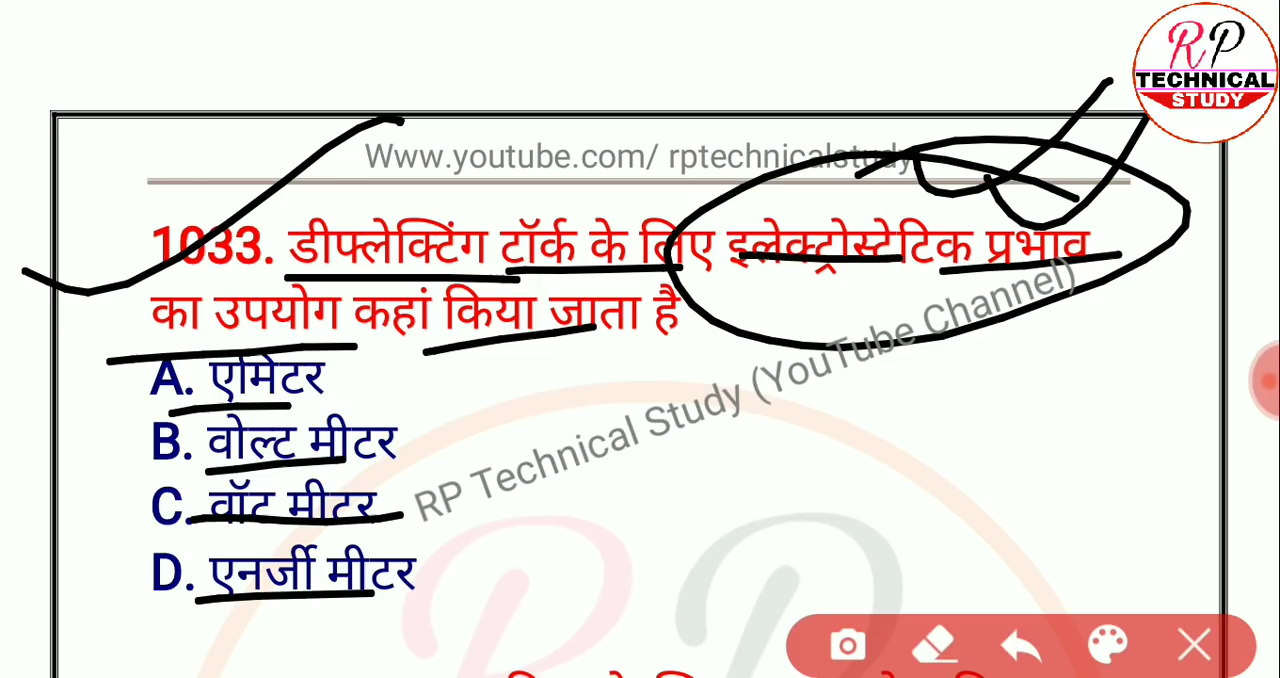 RP
TECHNICAL
STUDY
Www.youtube.com/ rptechnicalstudy
1033. डीफ्लेक्टिंग टॉर्क के लिए इलेक्ट्रोस्टेटिक प्रभाव
का उपयोग कहां किया जाता है
A. एमिटर
B. वोल्ट मीटर
C. वॉट मीटर
D. एनर्जी मीटर
RP Technical Study (YouTube Channel)
RP